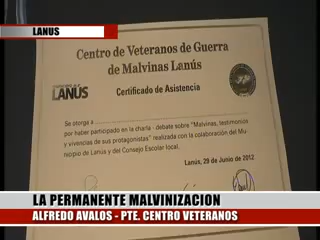 LANUS
Centro de Veteranos de Guerra
de Malvinas Lanús
LANÚS
Certificado de Asistencia
Se otorga a
por haber participado en la charla - debate sobre "Malvinas, testimonios
y vivencias de sus protagonistas" realizada con la colaboración del Mu-
nicipio de Lanús y del Consejo Escolar local.
Lanús, 29 de Junio de 2012
LA PERMANENTE MALVINIZACION
ALFREDO AVALOS - PTE. CENTRO VETERANOS